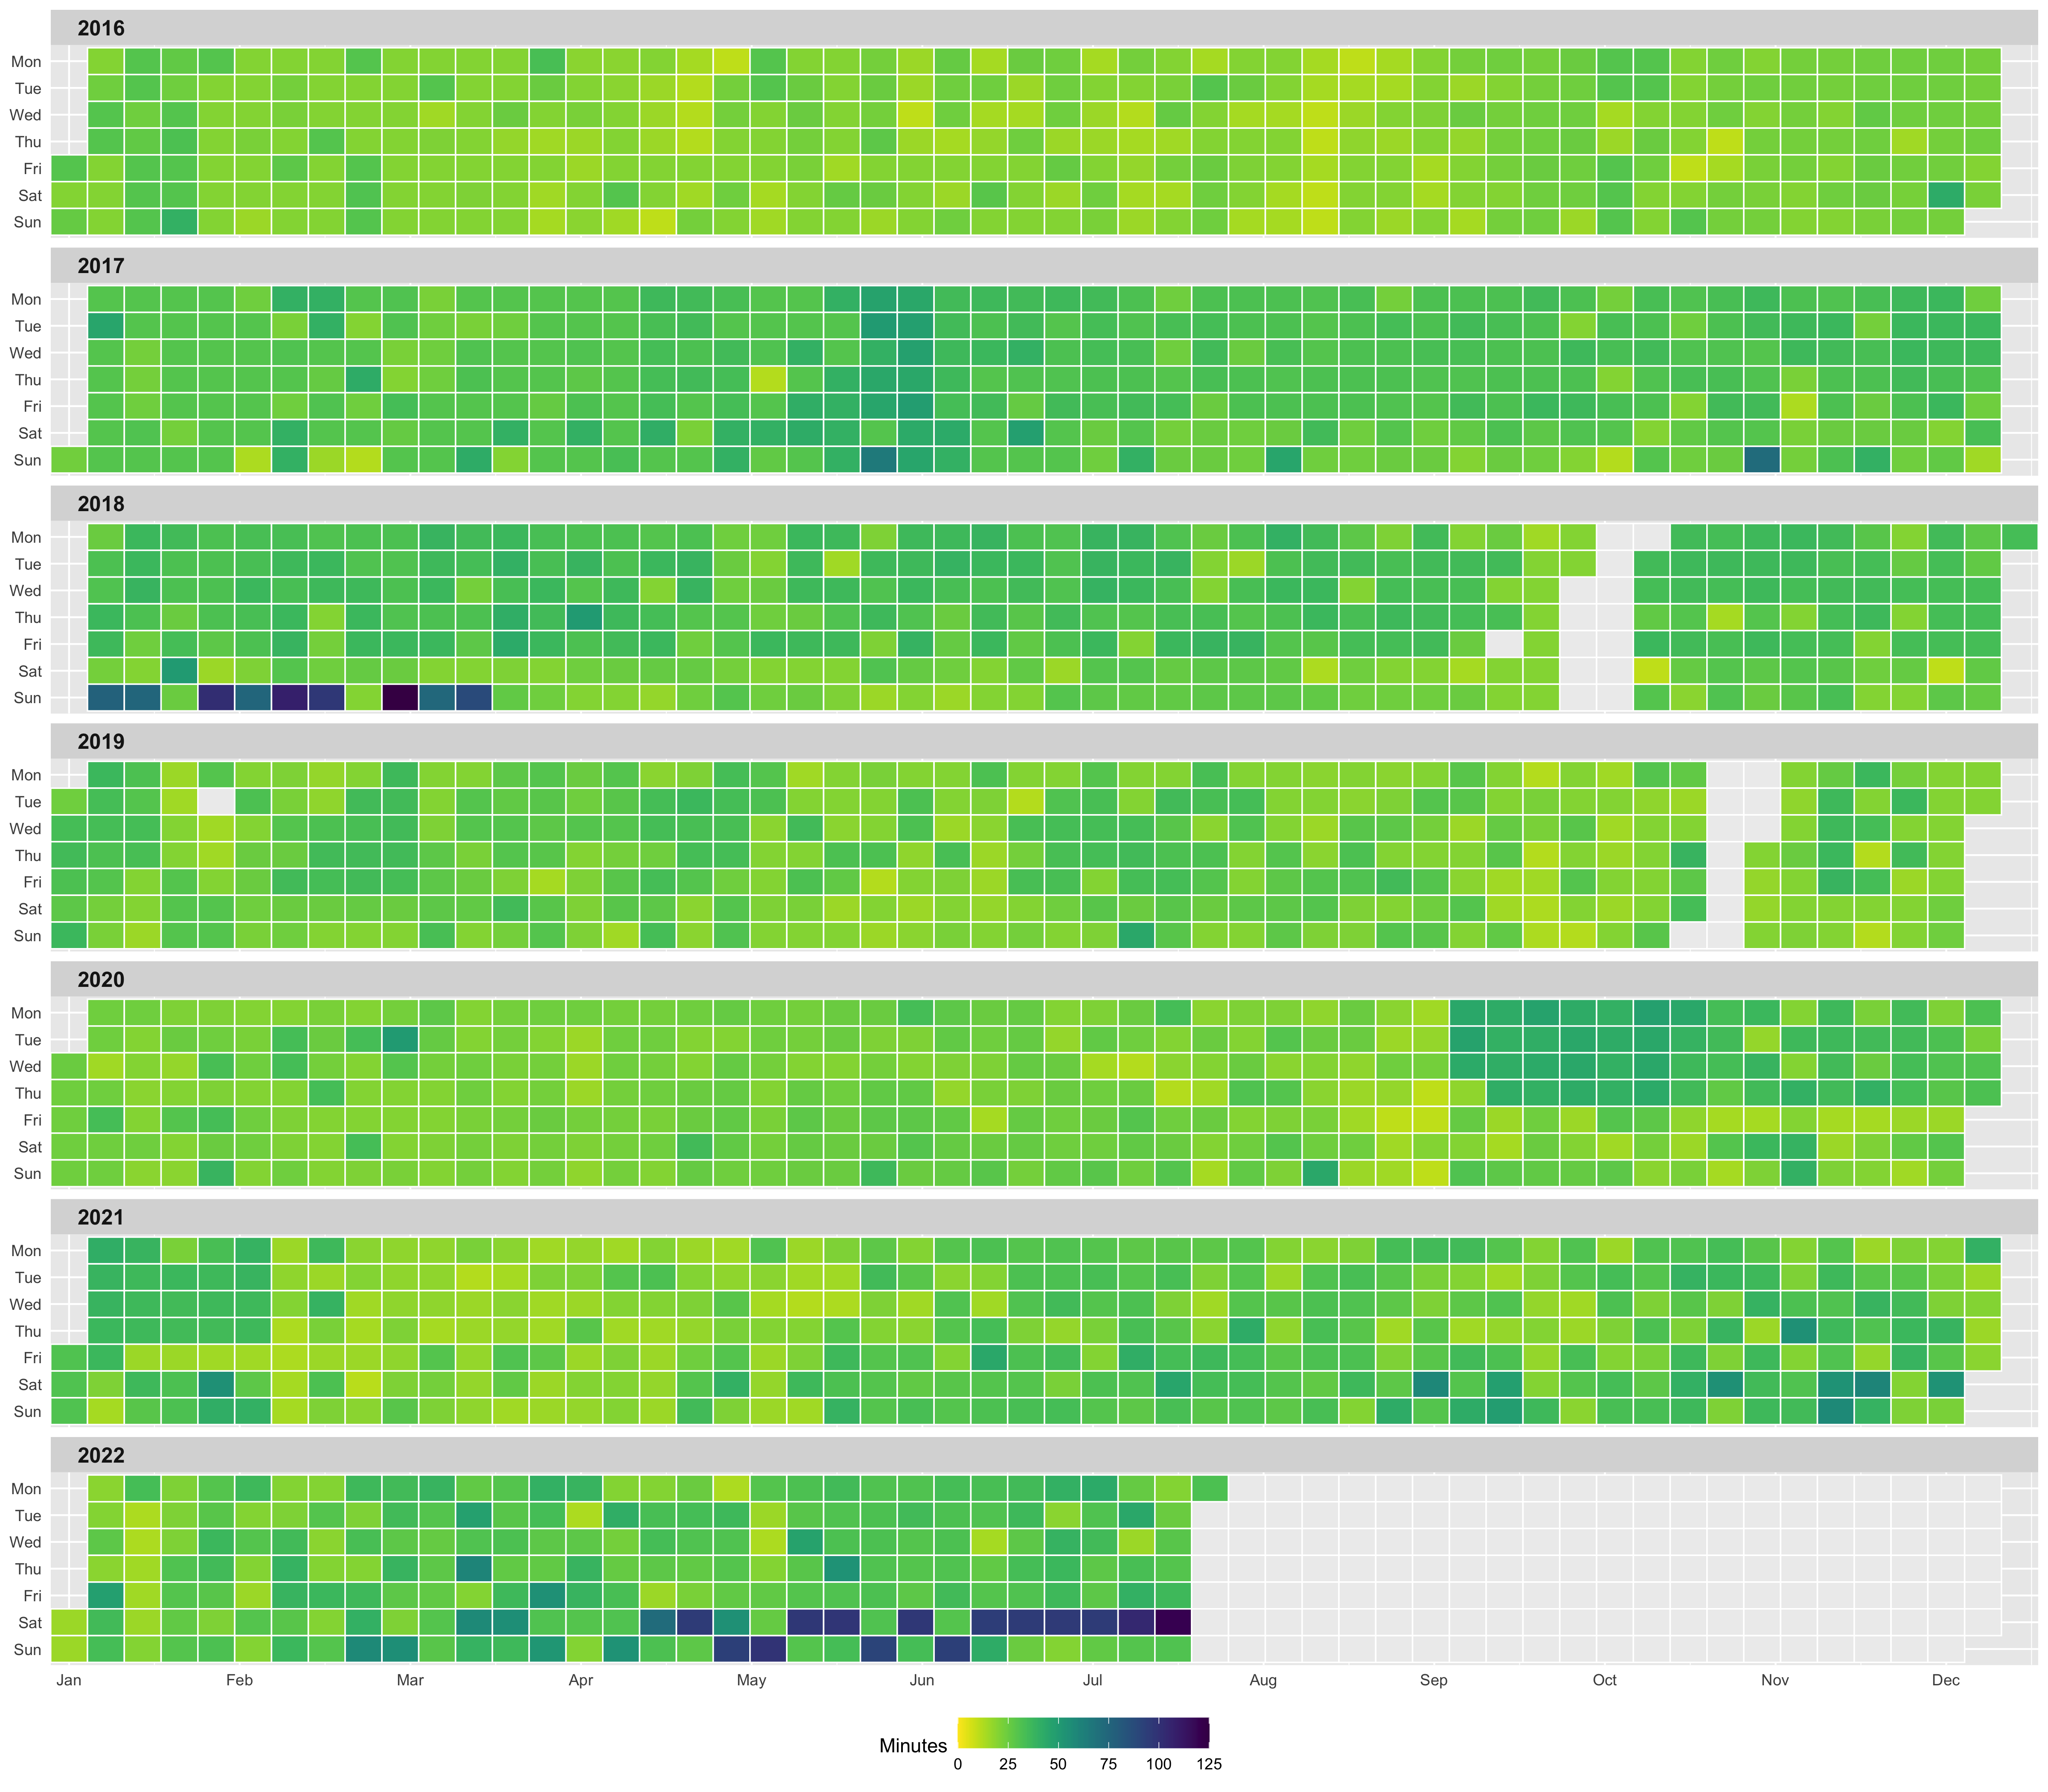 2016
Mon
Tue
Wed
Thu
Fri
Sat
Sun
2017
Mon
Tue
Wed
Thu
Fri
Sat
Sun
2018
Mon
Tue
Wed
Thu
Fri
Sat
Sun
2019
Mon
Tue
Wed
Thu
Fri
Sat
Sun
2020
Mon
Tue
Wed
Thu
Fri
Sat
Sun
2021
Mon
Tue
Wed
Thu
Fri
Sat
Sun
2022
Mon
Tue
Wed
Thu
Fri
Sat
Sun
Jan Feb Mar Apr May Jun Jul Aug Sep Oct Nov Dec
Minutes
0 25 50 75 100 125